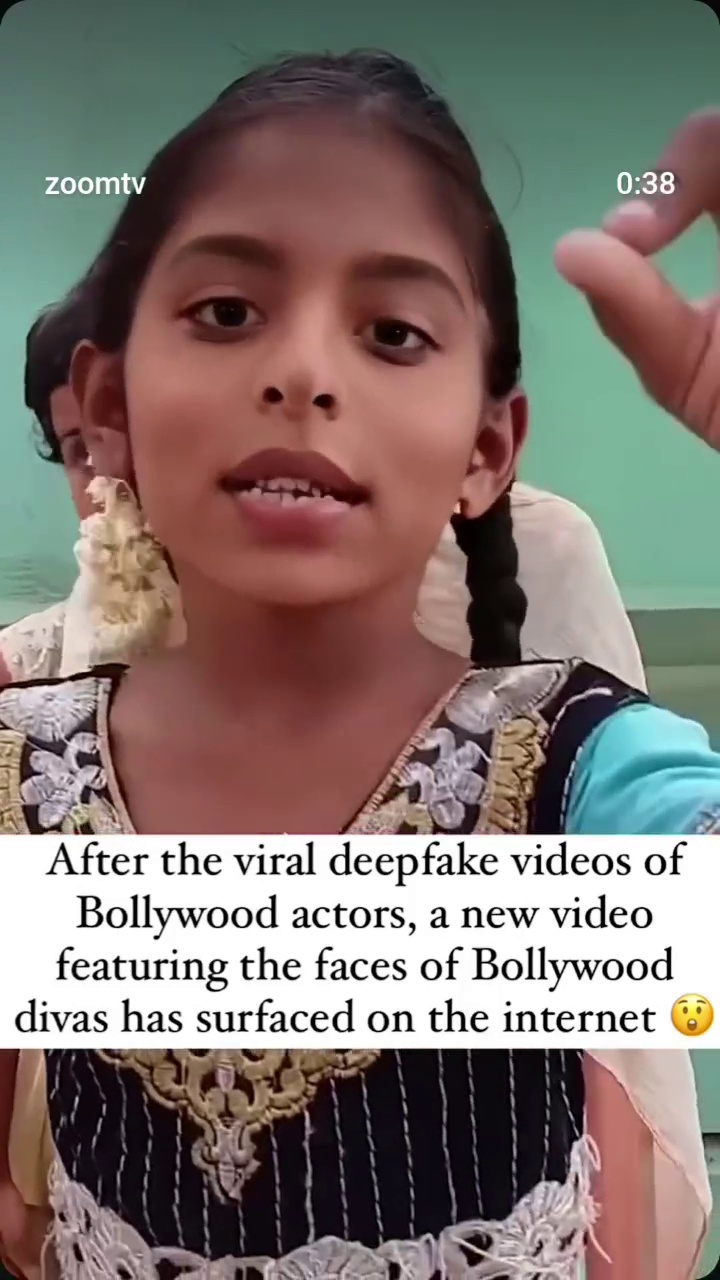 zoomtv
0:38
After the viral deepfake videos of
Bollywood actors, a new video
featuring the faces of Bollywood
divas has surfaced on the internet 😲